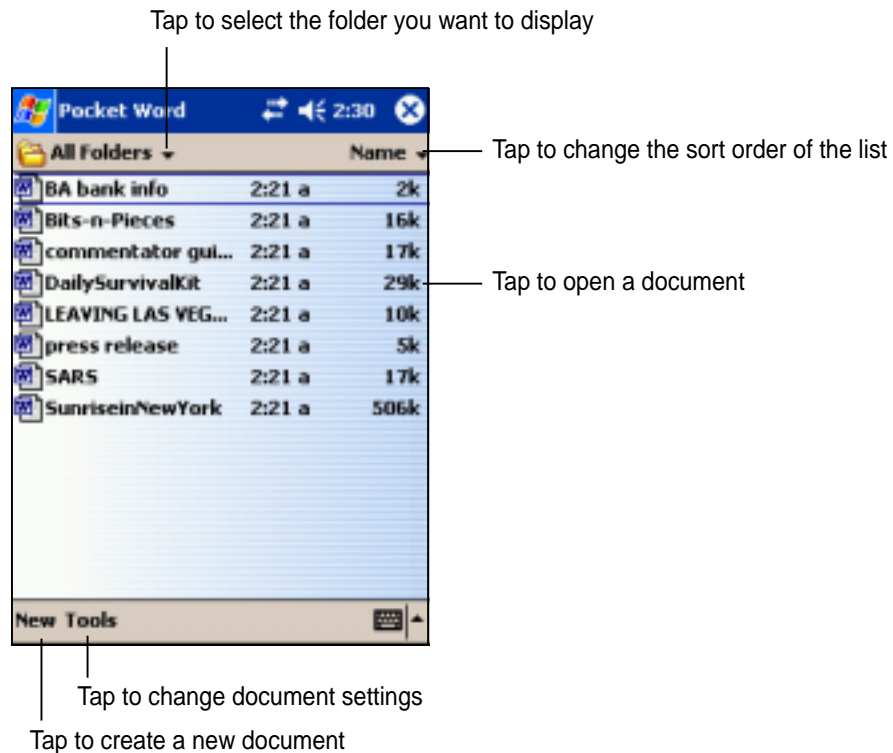 Tap to select the folder you want to display
Pocket Word 2:30
All Folders Name
Tap to change the sort order of the list
BA bank info 2:21 a 2k
Bits-n-Pieces 2:21 a 16k
commentator gui... 2:21 a 17k
DailySurvivalKit 2:21 a 29k
Tap to open a document
LEAVING LAS VEG... 2:21 a 10k
press release 2:21 a 5k
SARS 2:21 a 17k
SunriseinNewYork 2:21 a 506k
New Tools
Tap to change document settings
Tap to create a new document